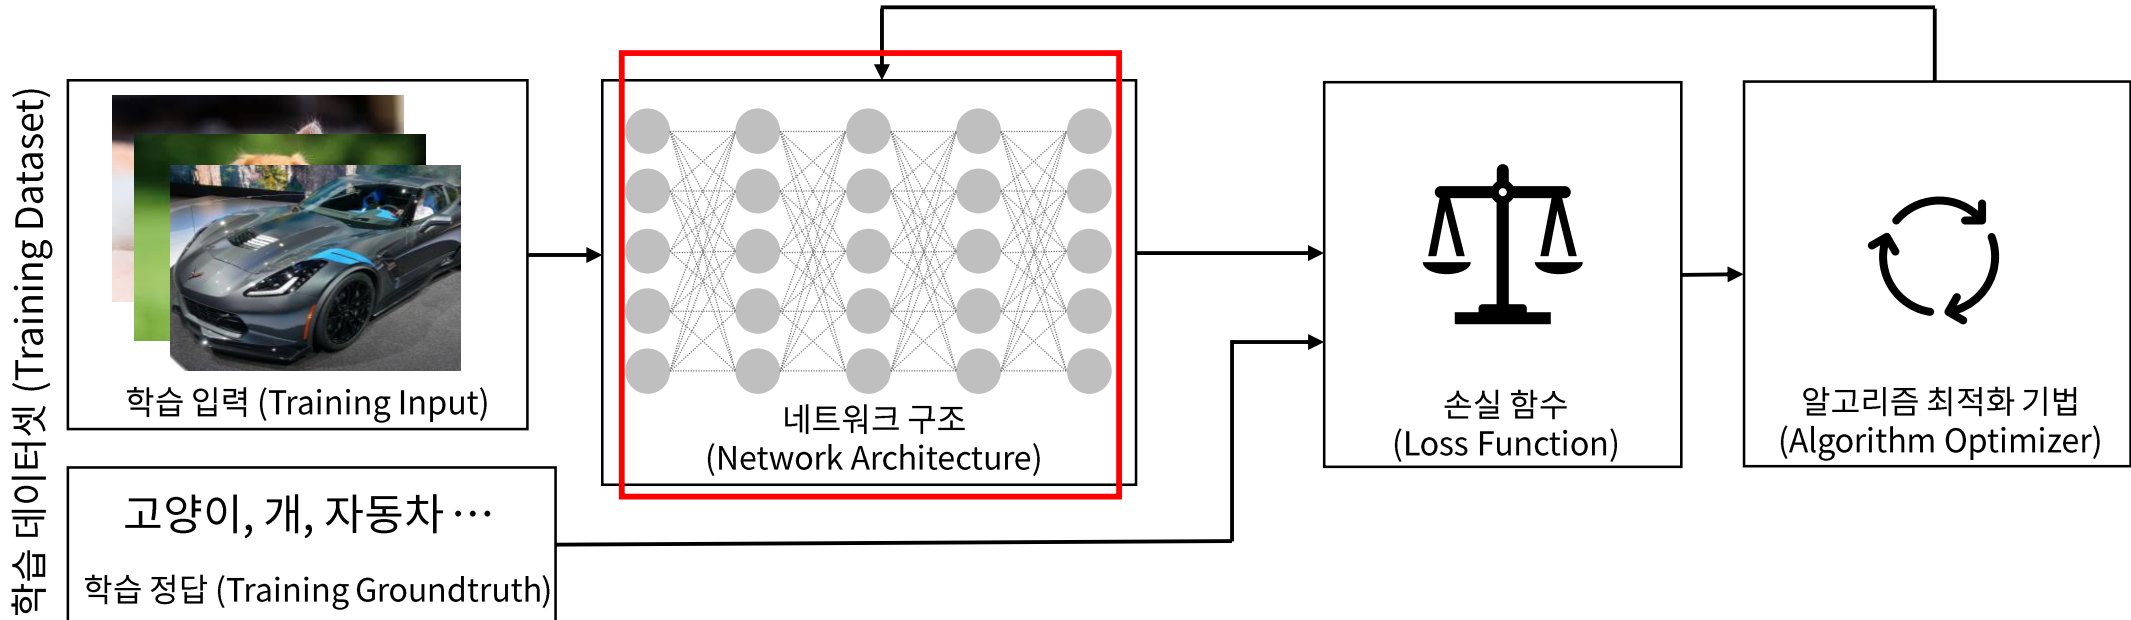 학습 데이터셋 (Training Dataset)
학습 입력 (Training Input)
고양이, 개, 자동차 …
학습 정답 (Training Groundtruth)
네트워크 구조
(Network Architecture)
손실 함수
(Loss Function)
알고리즘 최적화 기법
(Algorithm Optimizer)